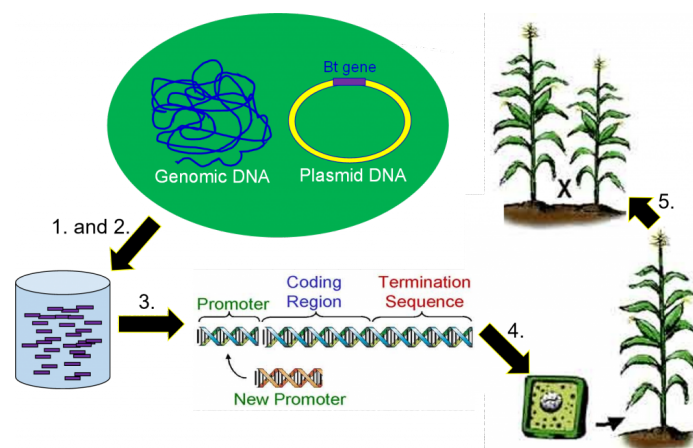 Bt gene
Genomic DNA
Plasmid DNA
1. and 2.
3.
Promoter
Coding
Region
Termination
Sequence
New Promoter
4.
X
5.